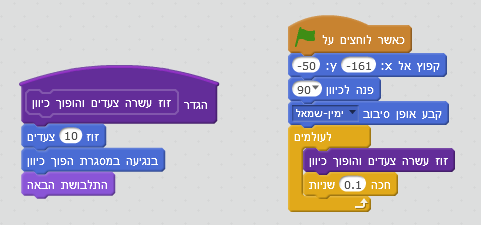 כאשר לוחצים על
קפוץ אל x: -161 y: -50
פנה לכיוון 90
קבע אופן סיבוב ימין-שמאל
לעולמים
זוז עשרה צעדים והופוך כיוון
חכה 0.1 שניות
הגדר זוז עשרה צעדים והופוך כיוון
זוז 10 צעדים
בנגיעה במסגרת הפוך כיוון
התלבושת הבאה